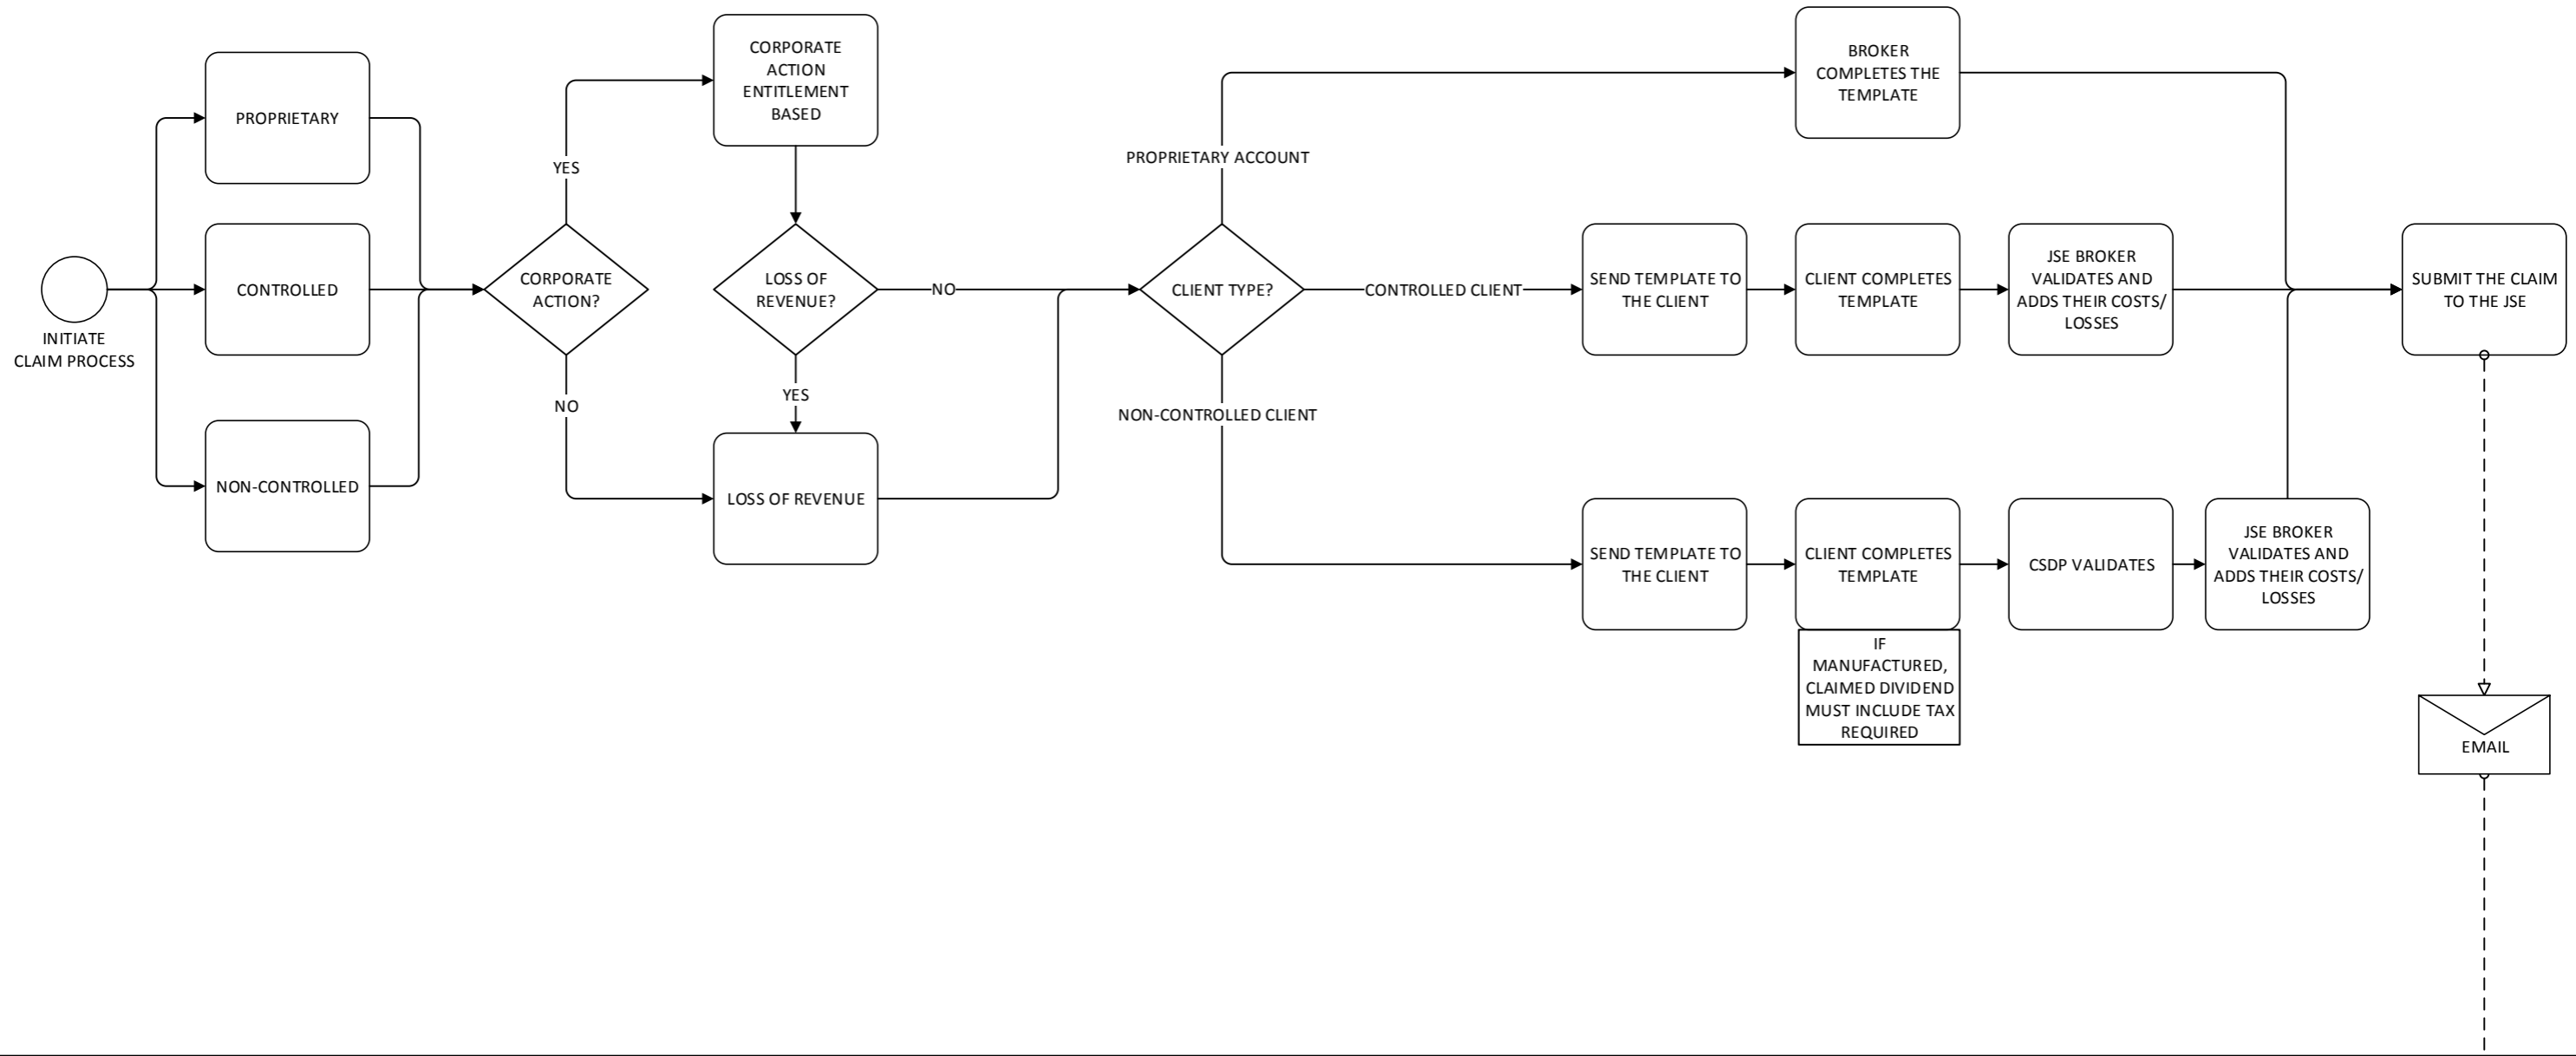 INITIATE
CLAIM PROCESS
PROPRIETARY
CONTROLLED
NON-CONTROLLED
CORPORATE
ACTION?
YES
NO
CORPORATE
ACTION
ENTITLEMENT
BASED
LOSS OF
REVENUE?
NO
YES
LOSS OF REVENUE
CLIENT TYPE?
PROPRIETARY ACCOUNT
BROKER
COMPLETES THE
TEMPLATE
CONTROLLED CLIENT
SEND TEMPLATE TO
THE CLIENT
CLIENT COMPLETES
TEMPLATE
JSE BROKER
VALIDATES AND
ADDS THEIR COSTS/
LOSSES
NON-CONTROLLED CLIENT
SEND TEMPLATE TO
THE CLIENT
CLIENT COMPLETES
TEMPLATE
IF
MANUFACTURED,
CLAIMED DIVIDEND
MUST INCLUDE TAX
REQUIRED
CSDP VALIDATES
JSE BROKER
VALIDATES AND
ADDS THEIR COSTS/
LOSSES
SUBMIT THE CLAIM
TO THE JSE
EMAIL